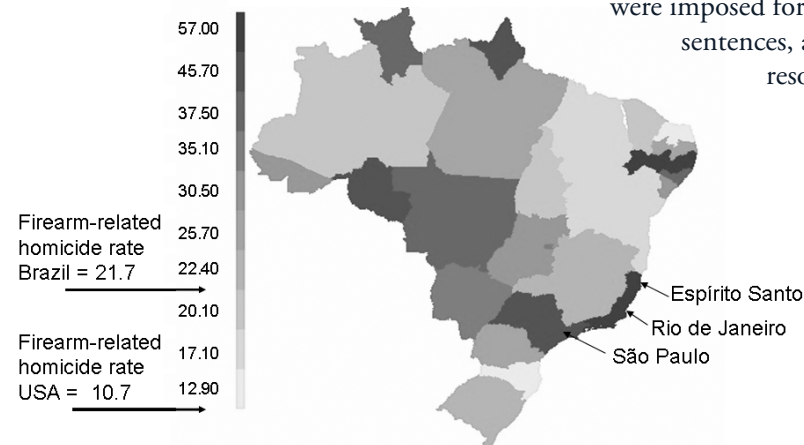 were imposed for
sentences, a
reso
57.00
45.70
37.50
35.10
30.50
25.70
22.40
20.10
17.10
12.90
Firearm-related
homicide rate
Brazil = 21.7
Firearm-related
homicide rate
USA = 10.7
Espírito Santo
Rio de Janeiro
São Paulo